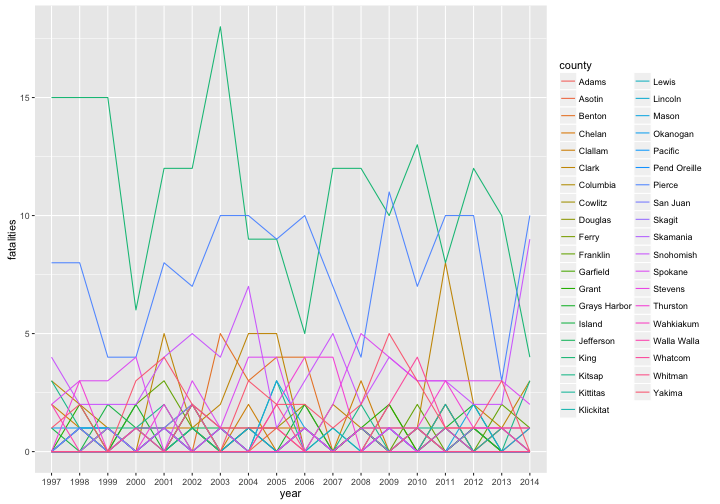 county
Adams
Asotin
Benton
Chelan
Clallam
Clark
Columbia
Cowlitz
Douglas
Ferry
Franklin
Garfield
Grant
Grays Harbor
Island
Jefferson
King
Kitsap
Kittitas
Klickitat
Lewis
Lincoln
Mason
Okanogan
Pacific
Pend Oreille
Pierce
San Juan
Skagit
Skamania
Snohomish
Spokane
Stevens
Thurston
Wahkiakum
Walla Walla
Whatcom
Whitman
Yakima
fatalities
15
10
5
0
1997 1998 1999 2000 2001 2002 2003 2004 2005 2006 2007 2008 2009 2010 2011 2012 2013 2014
year